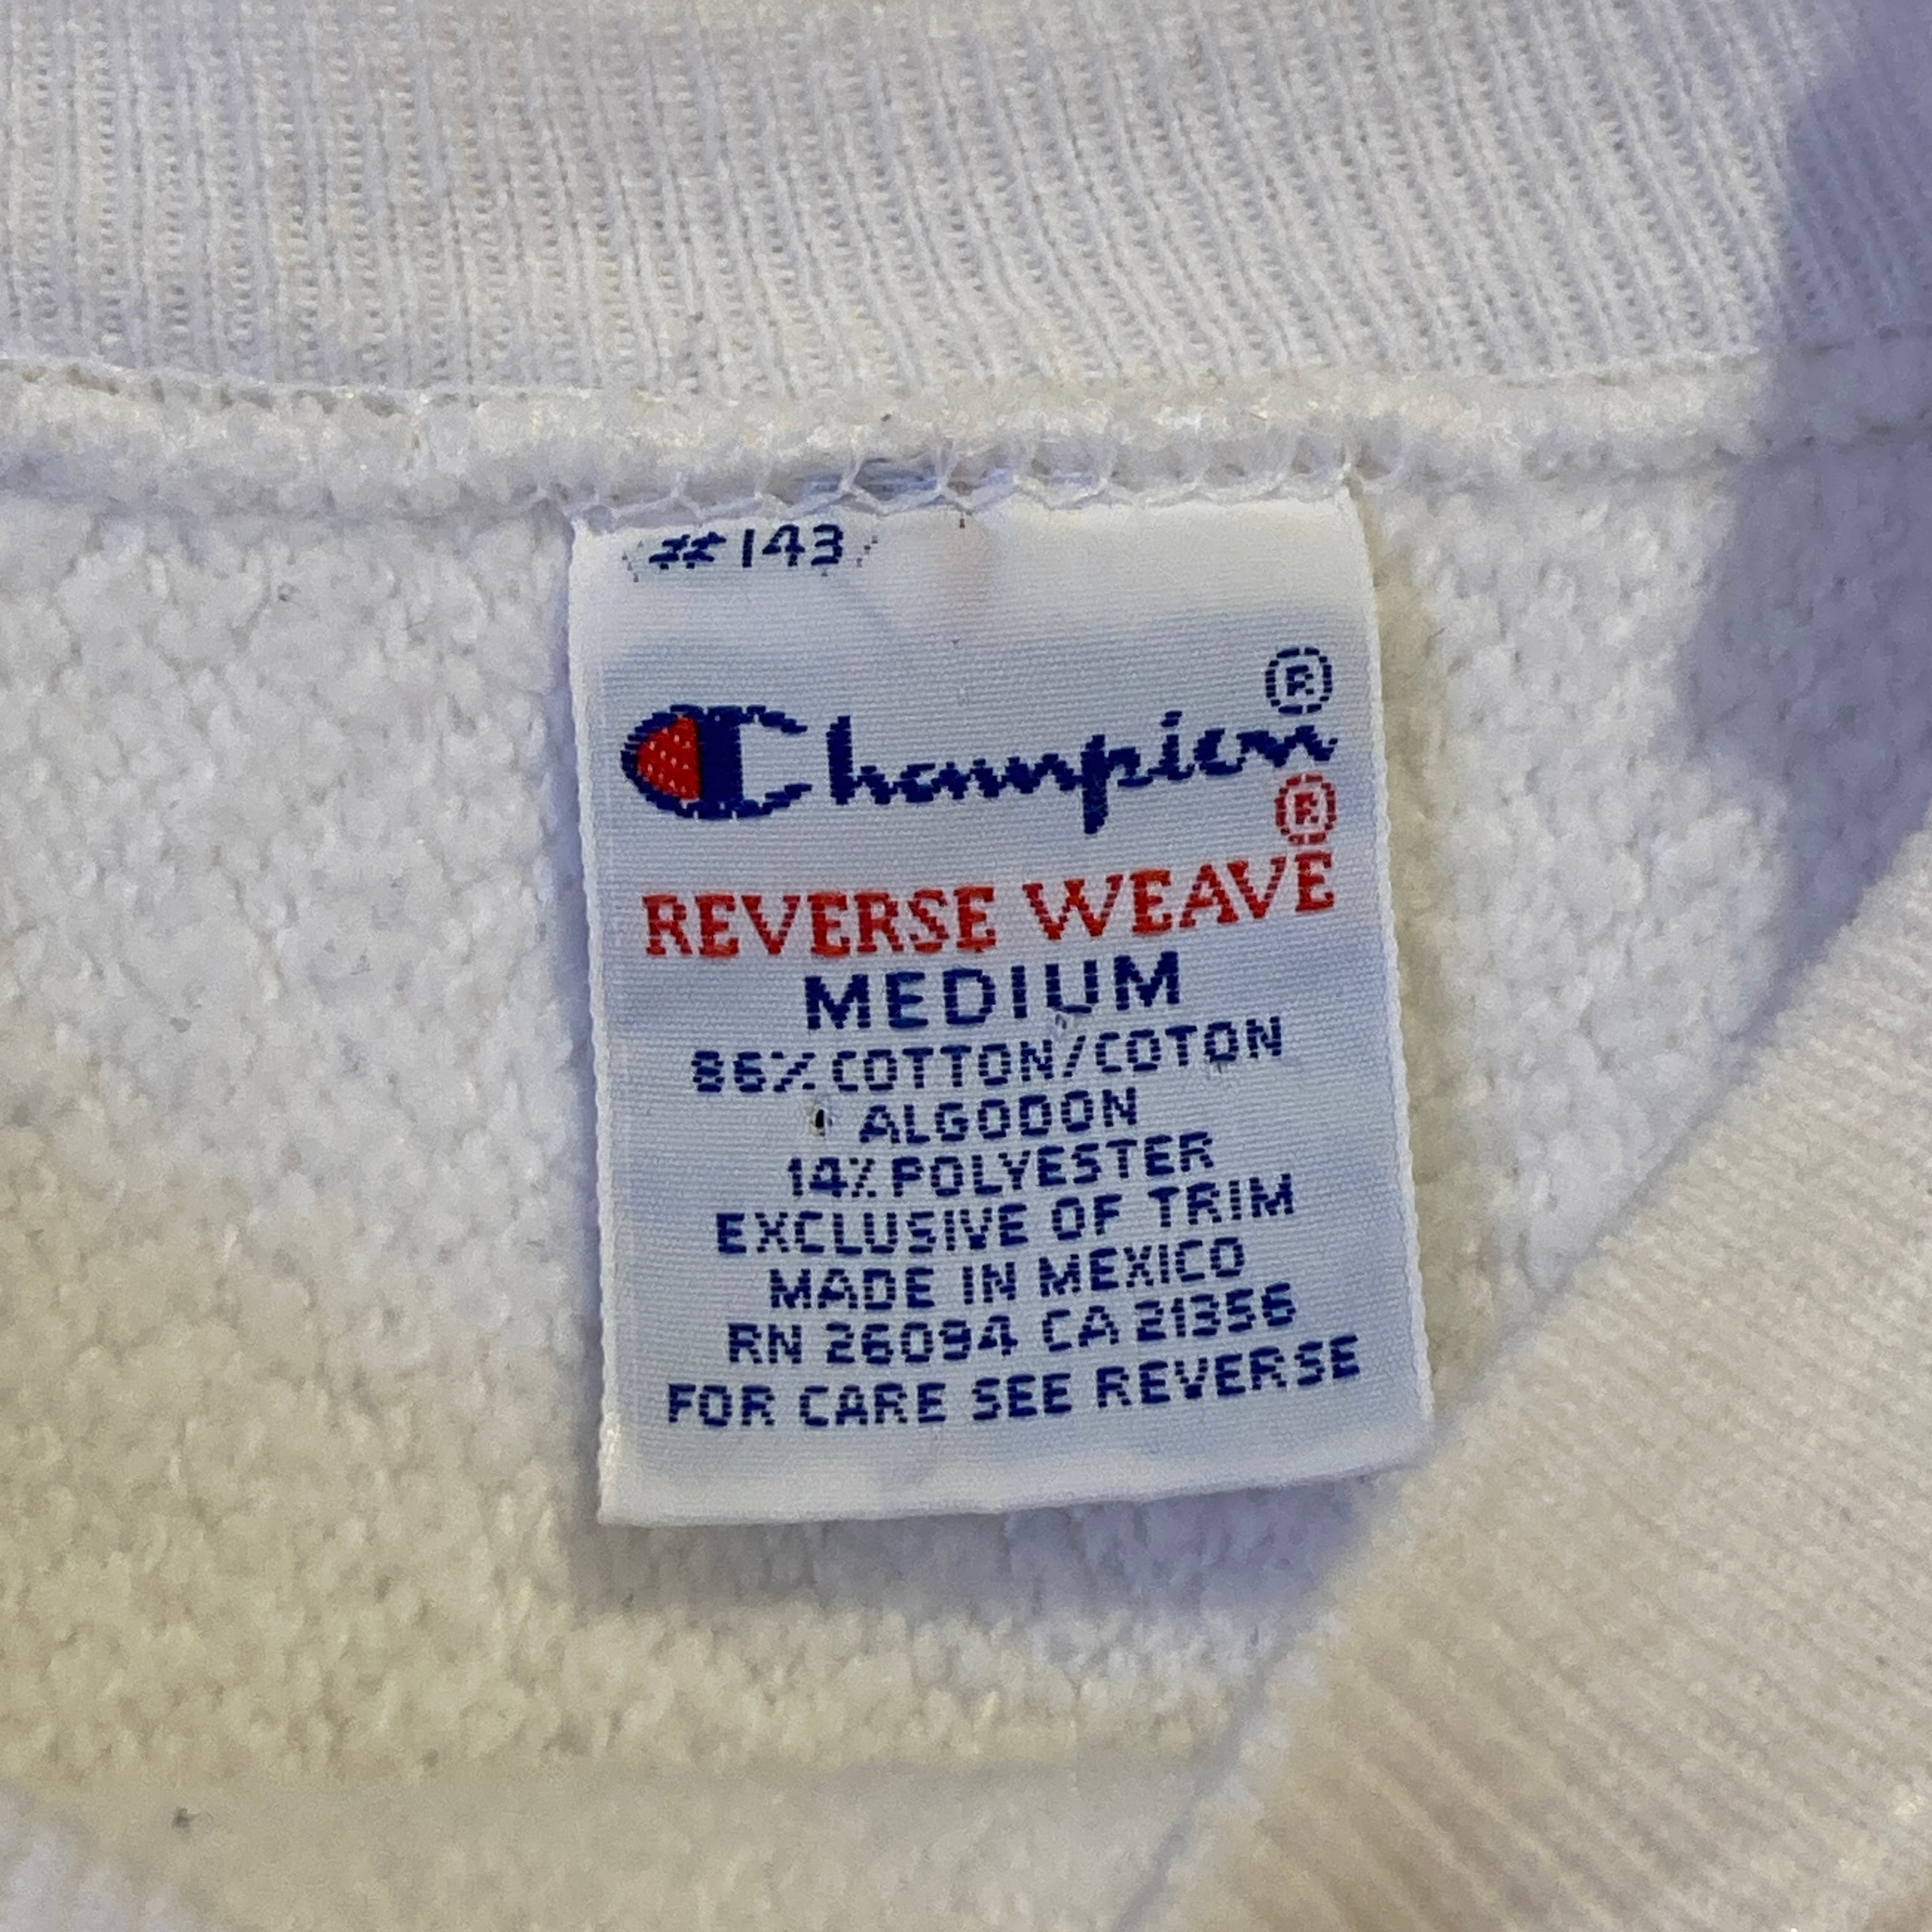 #143
Champion®
REVERSE WEAVE®
MEDIUM
86% COTTON/COTON
ALGODON
14% POLYESTER
EXCLUSIVE OF TRIM
MADE IN MEXICO
RN 26094 CA 21356
FOR CARE SEE REVERSE